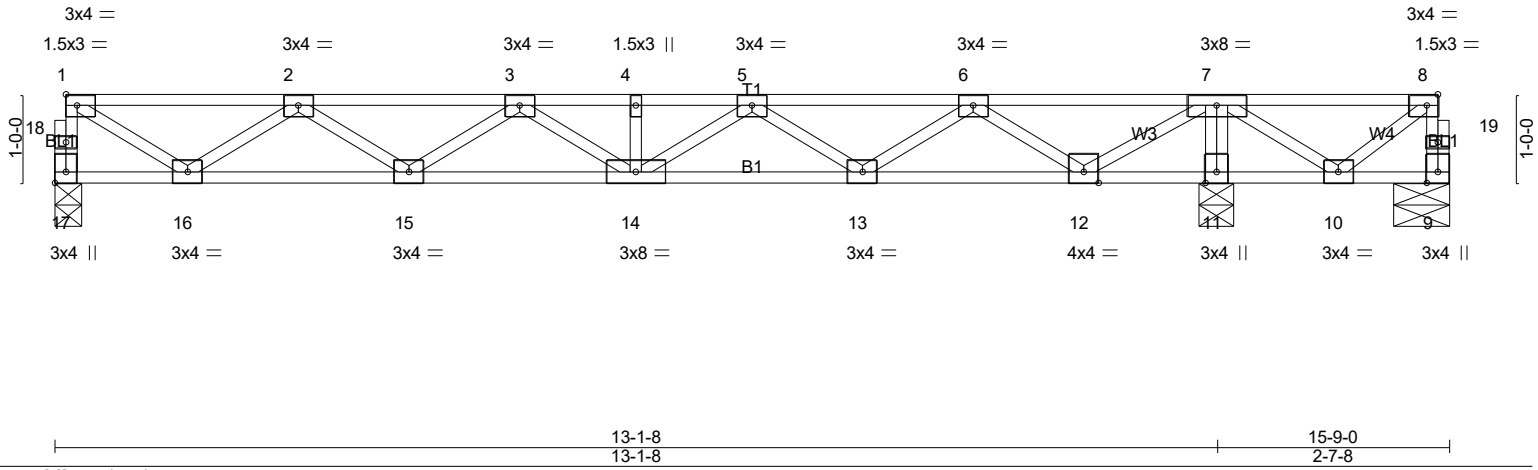 3x4 = 3x4 =
1.5x3 = 3x4 = 3x4 = 1.5x3 || 3x4 = 3x4 = 3x8 = 1.5x3 =
1 2 3 4 5 6 7 8
T1
18 19
W3 W4
BL1 BL1
1-0-0 1-0-0
B1
17 16 15 14 13 12 11 10 9
3x4 || 3x4 = 3x4 = 3x8 = 3x4 = 4x4 = 3x4 || 3x4 = 3x4 ||
13-1-8 15-9-0
13-1-8 2-7-8